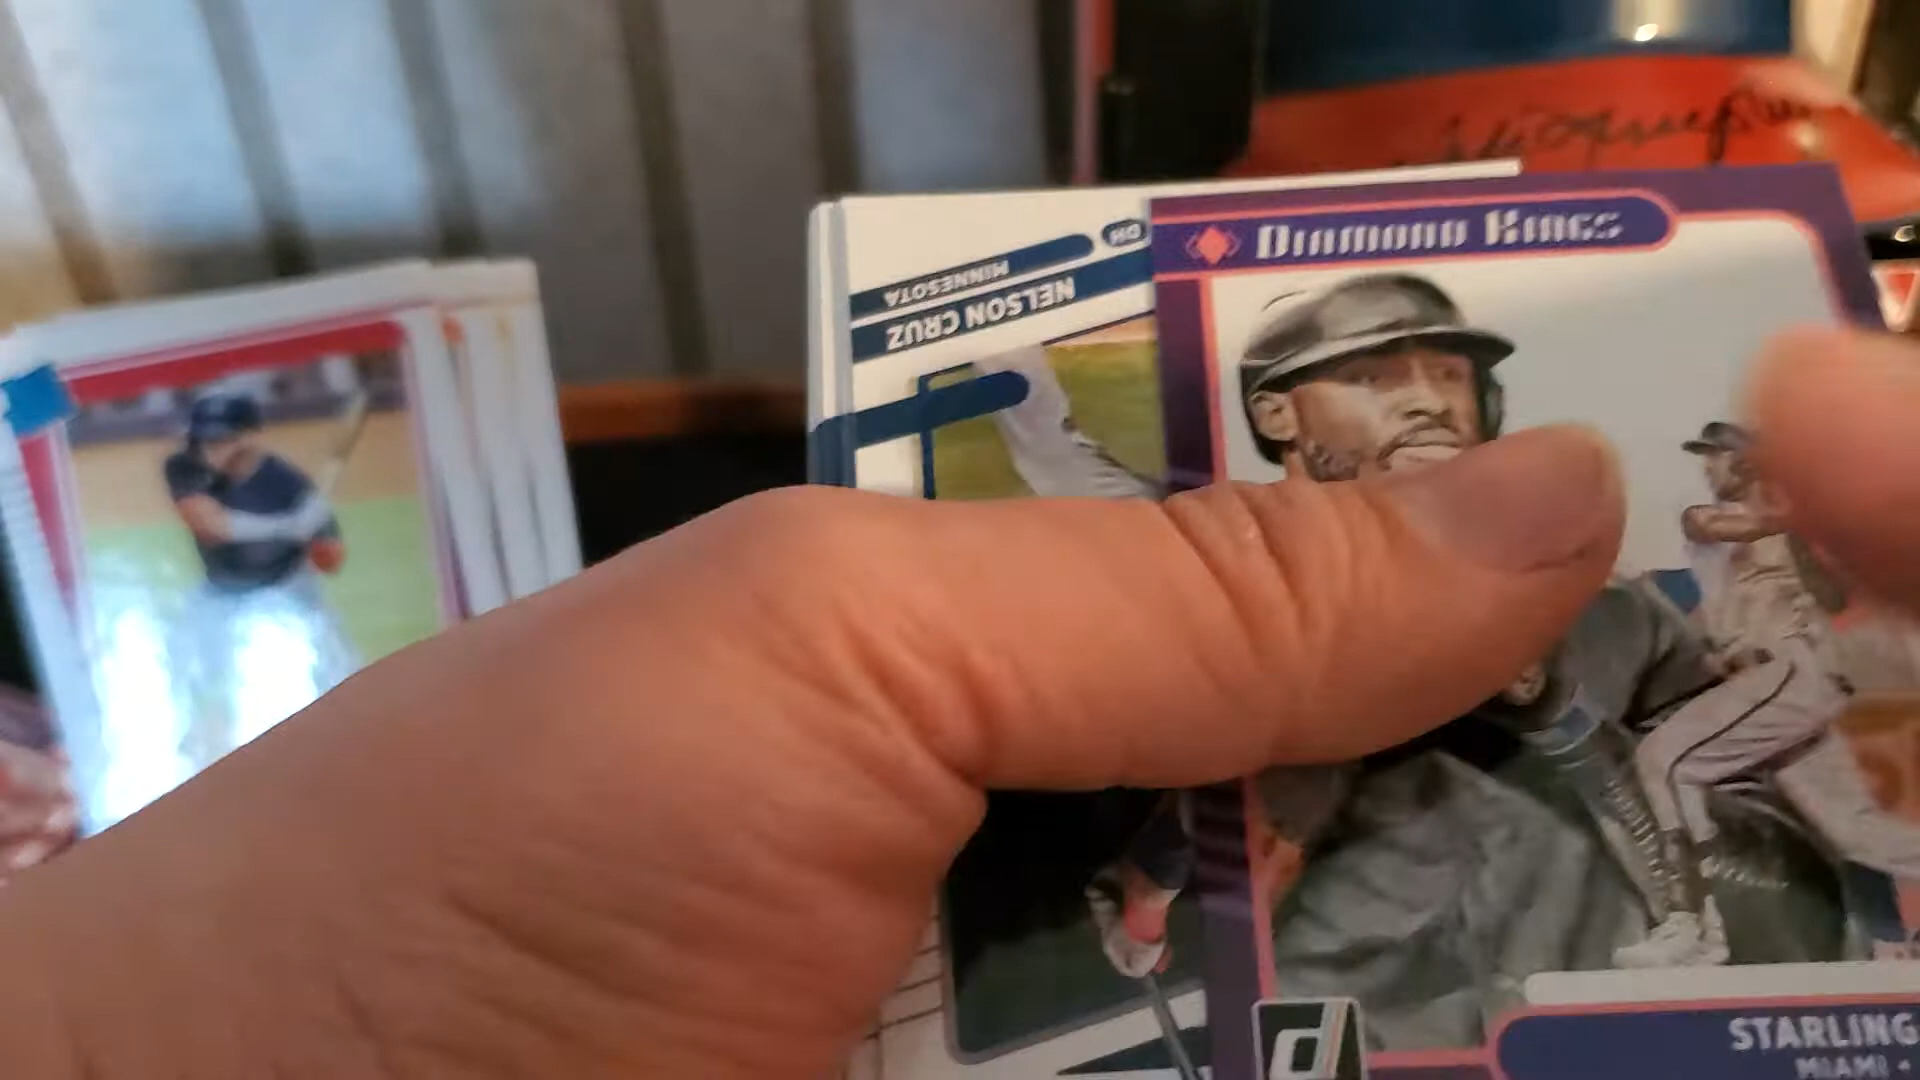 DIAMOND KINGS
DH
MINNESOTA
NELSON CRUZ
d
STARLING
MIAMI •